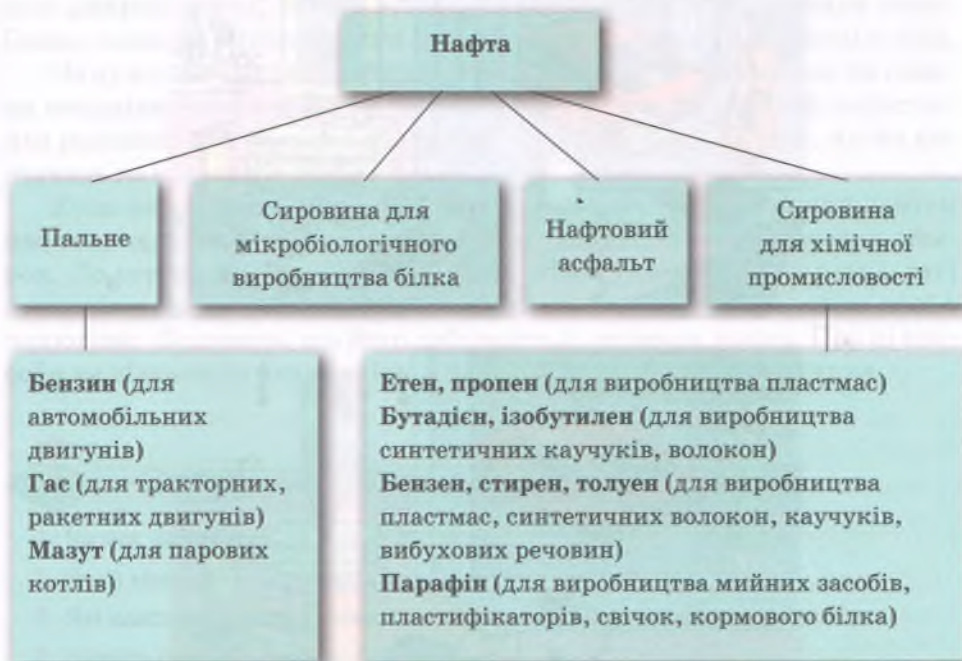 Нафта
Пальне
Сировина для
мікробіологічного
виробництва білка
Нафтовий
асфальт
Сировина
для хімічної
промисловості
Бензин (для
автомобільних
двигунів)
Гас (для тракторних,
ракетних двигунів)
Мазут (для парових
котлів)
Етен, пропен (для виробництва пластмас)
Бутадієн, ізобутилен (для виробництва
синтетичних каучуків, волокон)
Бензен, стирен, толуен (для виробництва
пластмас, синтетичних волокон, каучуків,
вибухових речовин)
Парафін (для виробництва мийних засобів,
пластифікаторів, свічок, кормового білка)